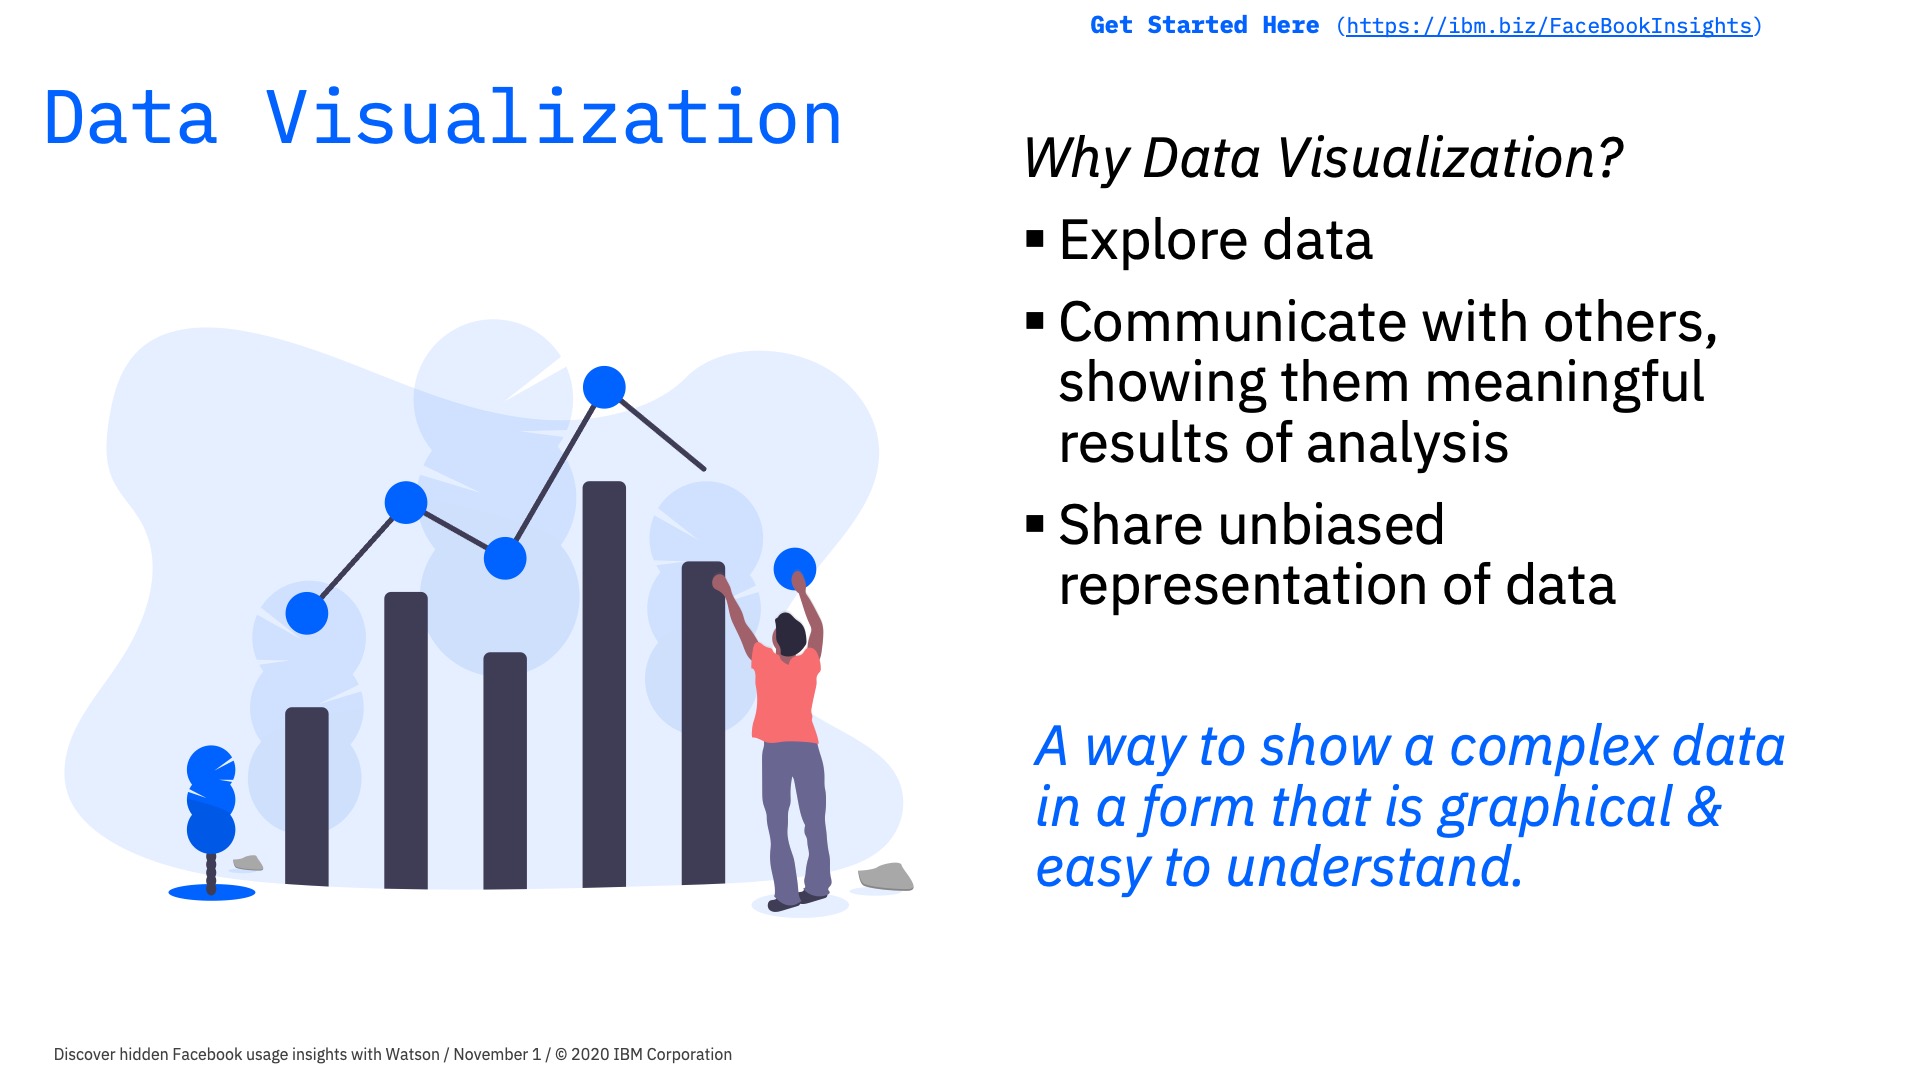 Get Started Here (https://ibm.biz/FaceBookInsights)
Data Visualization
Why Data Visualization?
▪ Explore data
▪ Communicate with others,
showing them meaningful
results of analysis
▪ Share unbiased
representation of data
A way to show a complex data
in a form that is graphical &
easy to understand.
Discover hidden Facebook usage insights with Watson / November 1 / © 2020 IBM Corporation